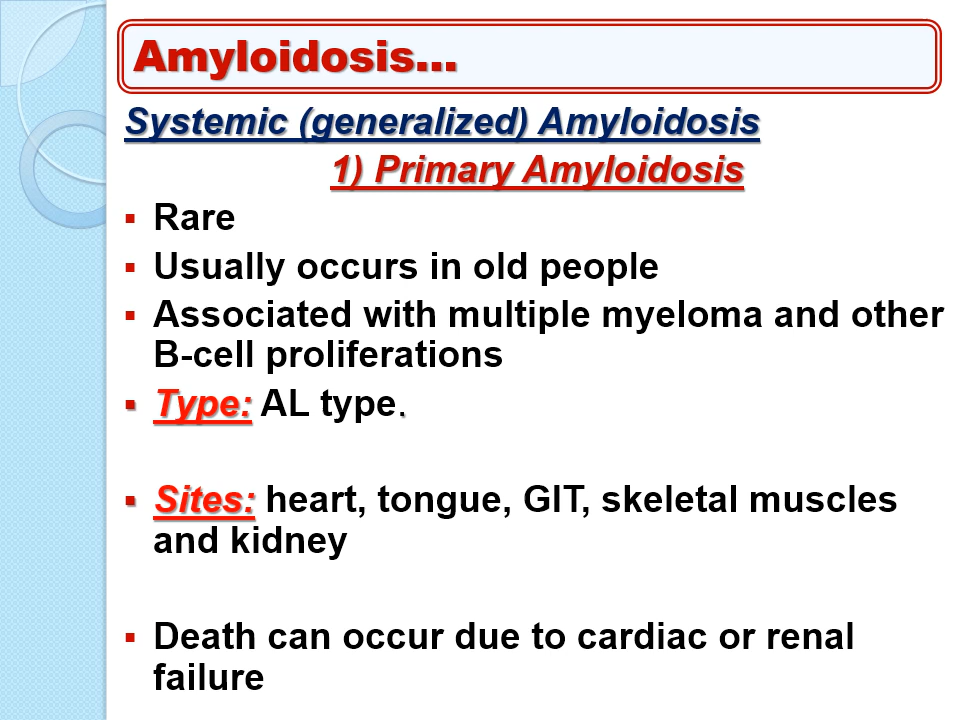 Amyloidosis...
Systemic (generalized) Amyloidosis
1) Primary Amyloidosis
▪ Rare
▪ Usually occurs in old people
▪ Associated with multiple myeloma and other
B-cell proliferations
▪ Type: AL type.
▪ Sites: heart, tongue, GIT, skeletal muscles
and kidney
▪ Death can occur due to cardiac or renal
failure